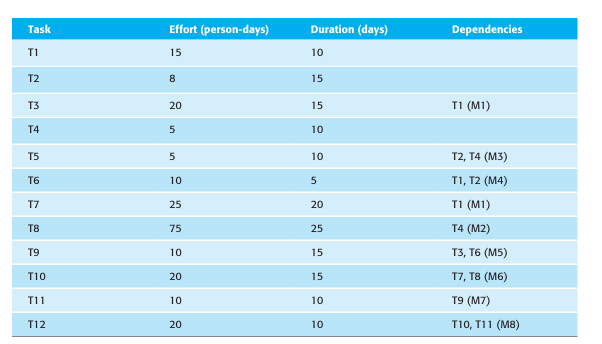 Task Effort (person-days) Duration (days) Dependencies
T1 15 10
T2 8 15
T3 20 15 T1 (M1)
T4 5 10
T5 5 10 T2, T4 (M3)
T6 10 5 T1, T2 (M4)
T7 25 20 T1 (M1)
T8 75 25 T4 (M2)
T9 10 15 T3, T6 (M5)
T10 20 15 T7, T8 (M6)
T11 10 10 T9 (M7)
T12 20 10 T10, T11 (M8)